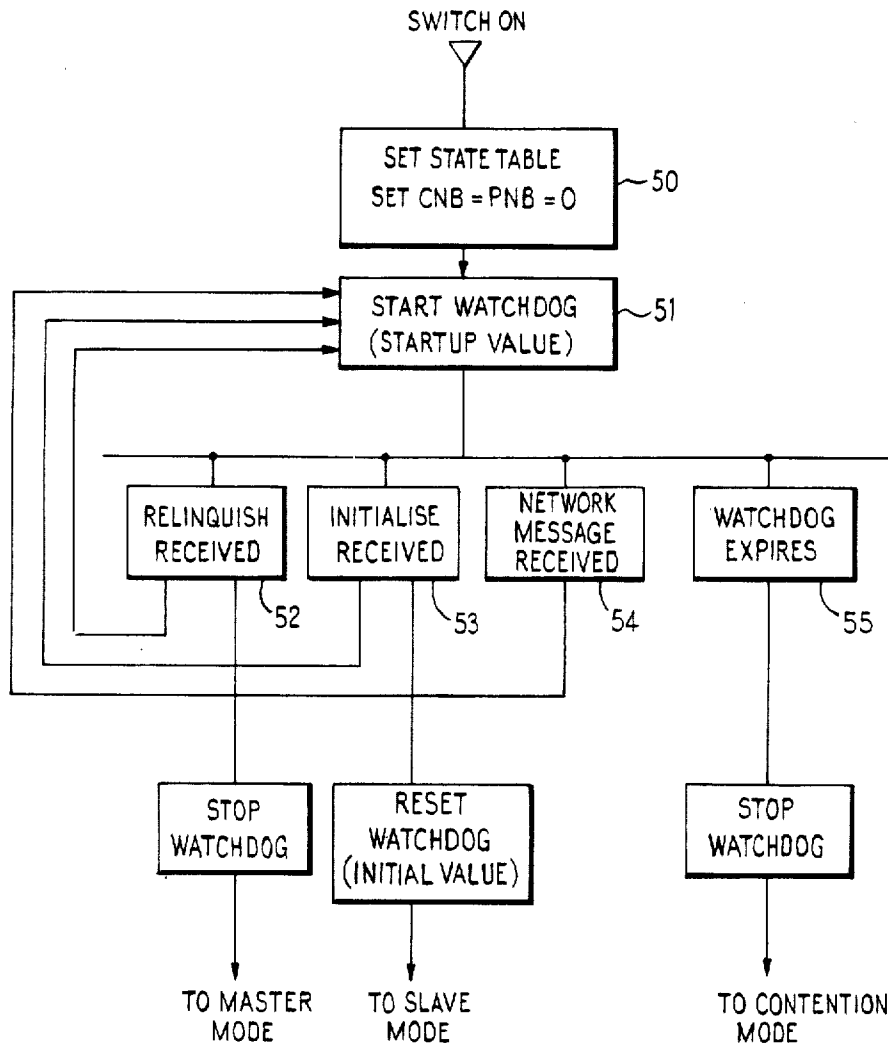 SWITCH ON
SET STATE TABLE
SET CNB = PNB = 0
50
START WATCHDOG
(STARTUP VALUE)
51
RELINQUISH
RECEIVED
52
INITIALISE
RECEIVED
53
NETWORK
MESSAGE
RECEIVED
54
WATCHDOG
EXPIRES
55
STOP
WATCHDOG
RESET
WATCHDOG
(INITIAL VALUE)
STOP
WATCHDOG
TO MASTER
MODE
TO SLAVE
MODE
TO CONTENTION
MODE